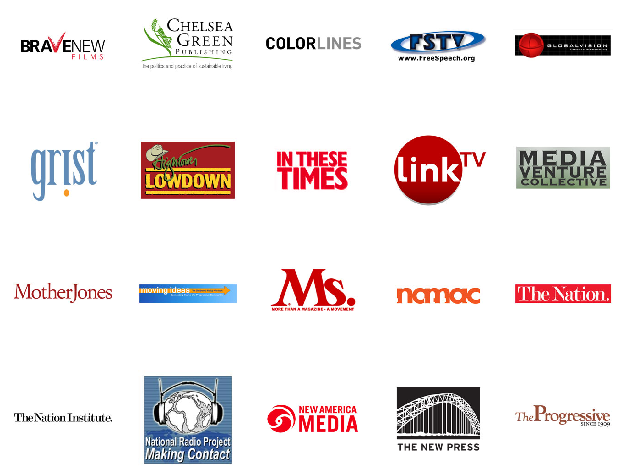 BRAVENEW
FILMS
CHELSEA
GREEN
PUBLISHING
the politics and practice of sustainable living
COLORLINES
FSTV
www.FreeSpeech.org
GLOBALVISION
grist
Hightower
LOWDOWN
IN THESE
TIMES
link TV
MEDIA
VENTURE
COLLECTIVE
MotherJones
moving ideas
Ms.
MORE THAN A MAGAZINE - A MOVEMENT
namac
The Nation.
The Nation Institute.
National Radio Project
Making Contact
NEW AMERICA
MEDIA
THE NEW PRESS
The Progressive
SINCE 1909